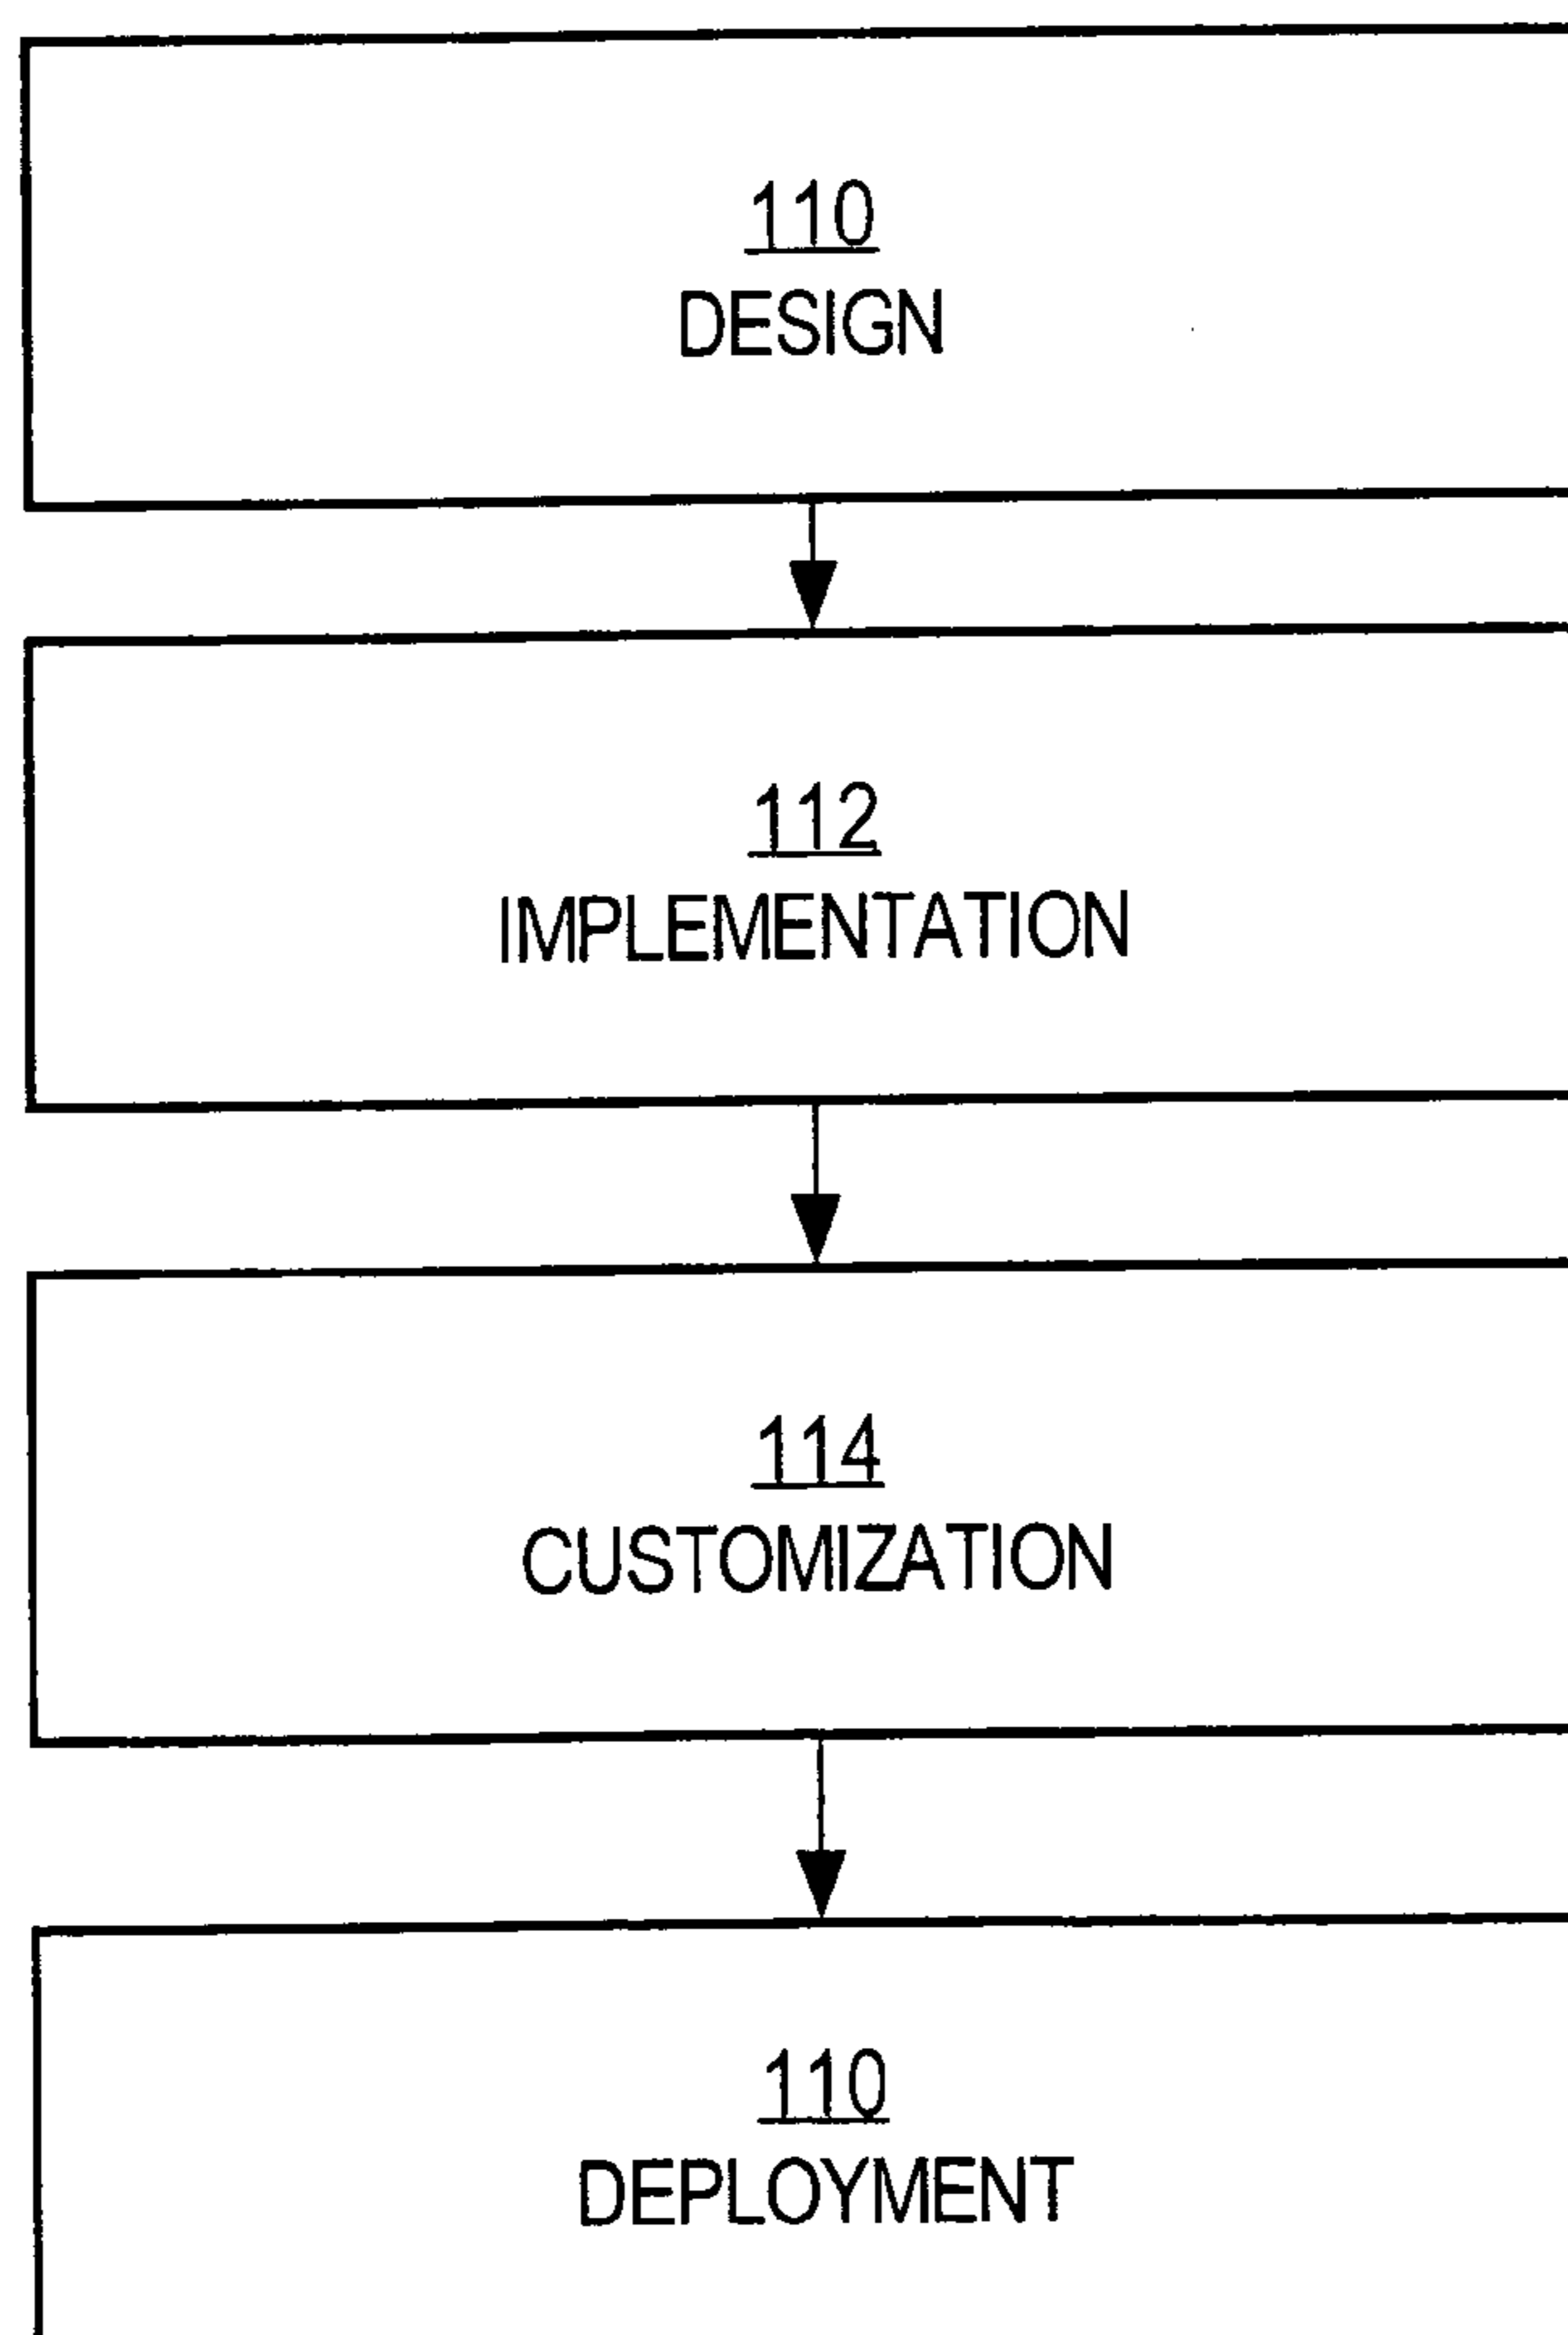 110
DESIGN
112
IMPLEMENTATION
114
CUSTOMIZATION
110
DEPLOYMENT